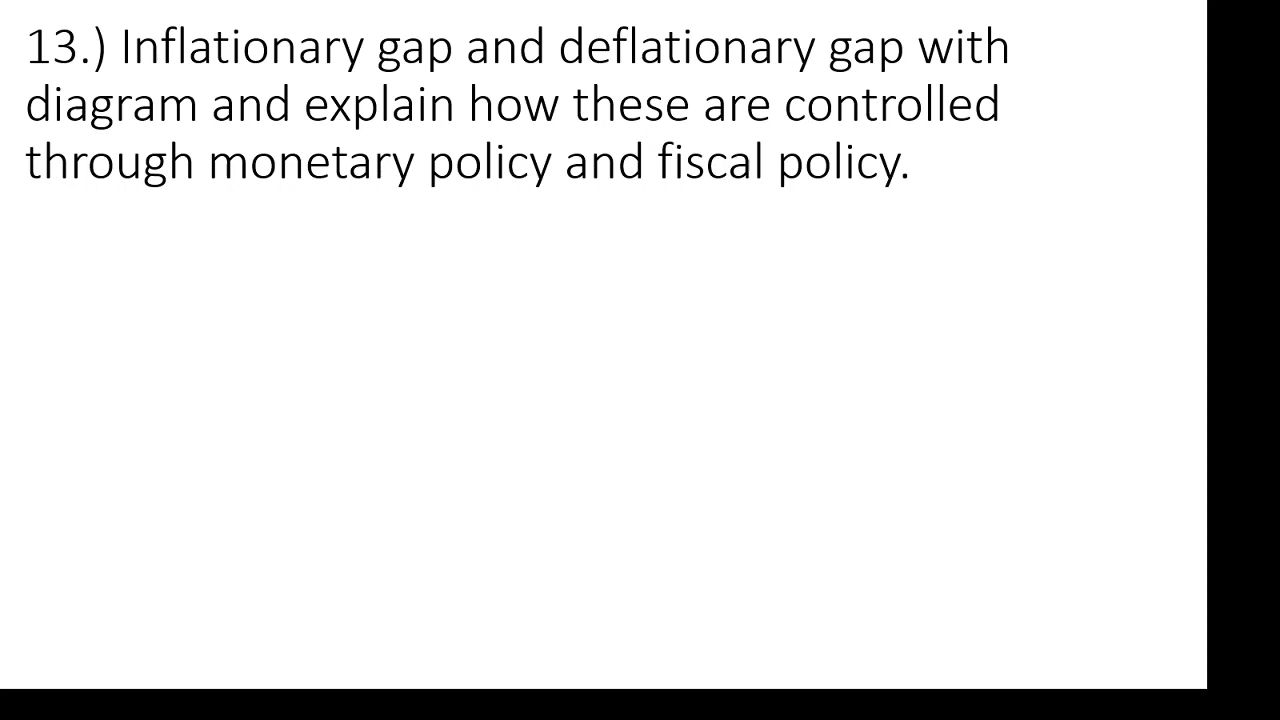 13.) Inflationary gap and deflationary gap with
diagram and explain how these are controlled
through monetary policy and fiscal policy.